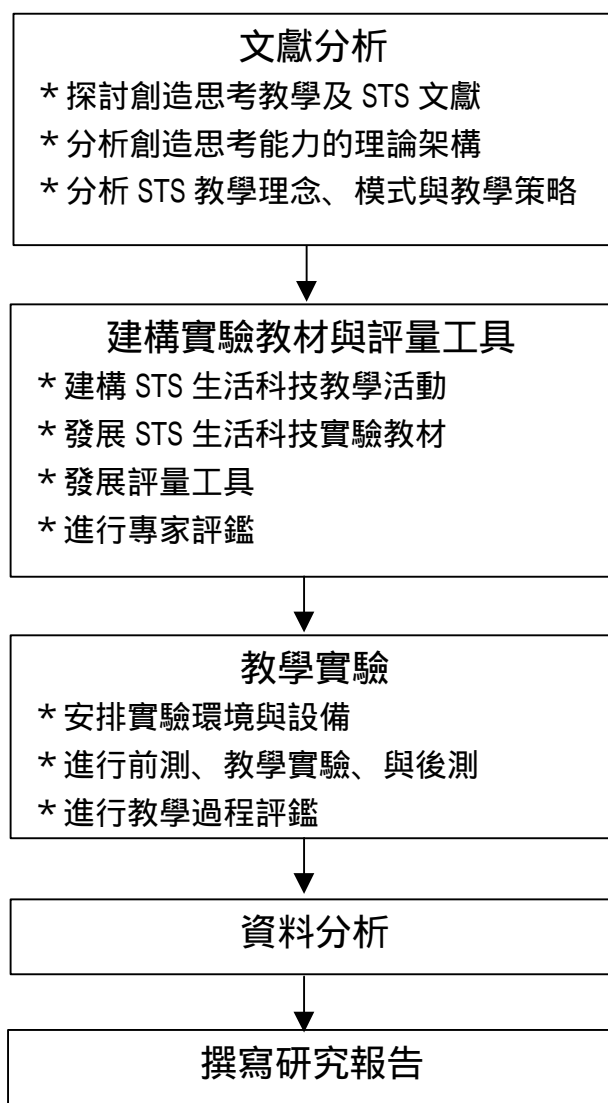 文獻分析
*探討創造思考教學及 STS 文獻
*分析創造思考能力的理論架構
*分析 STS 教學理念、模式與教學策略
建構實驗教材與評量工具
*建構 STS 生活科技教學活動
*發展 STS 生活科技實驗教材
*發展評量工具
*進行專家評鑑
教學實驗
*安排實驗環境與設備
*進行前測、教學實驗、與後測
*進行教學過程評鑑
資料分析
撰寫研究報告